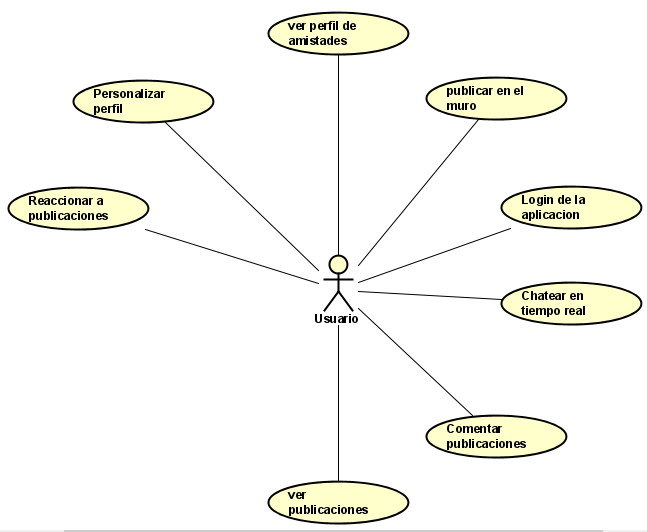 ver perfil de
amistades
Personalizar
perfil
publicar en el
muro
Reaccionar a
publicaciones
Login de la
aplicacion
Chatear en
tiempo real
Usuario
Comentar
publicaciones
ver
publicaciones